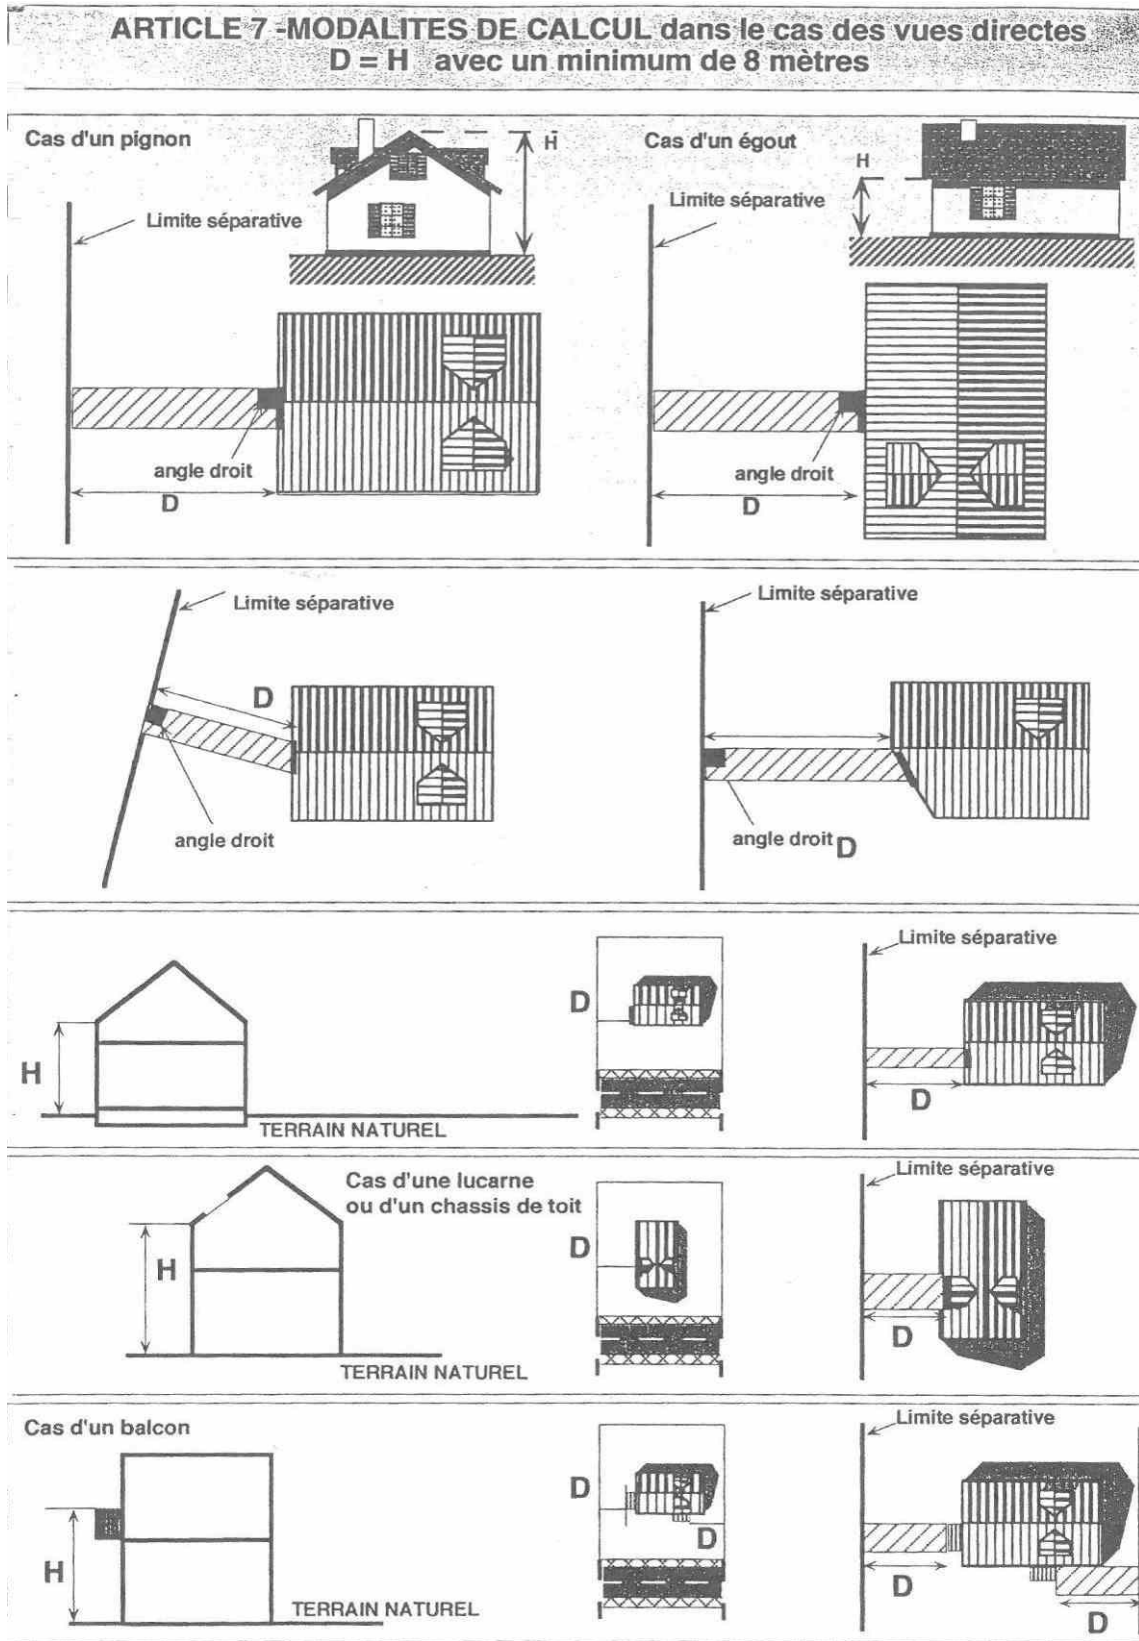 ARTICLE 7 -MODALITES DE CALCUL dans le cas des vues directes
D = H avec un minimum de 8 mètres
Cas d'un pignon
H
Limite séparative
angle droit
D
Cas d'un égout
H
Limite séparative
angle droit
D
Limite séparative
D
angle droit
Limite séparative
angle droit D
H
TERRAIN NATUREL
D
Limite séparative
D
Cas d'une lucarne
ou d'un chassis de toit
H
TERRAIN NATUREL
D
Limite séparative
D
Cas d'un balcon
H
TERRAIN NATUREL
D
D
Limite séparative
D
D